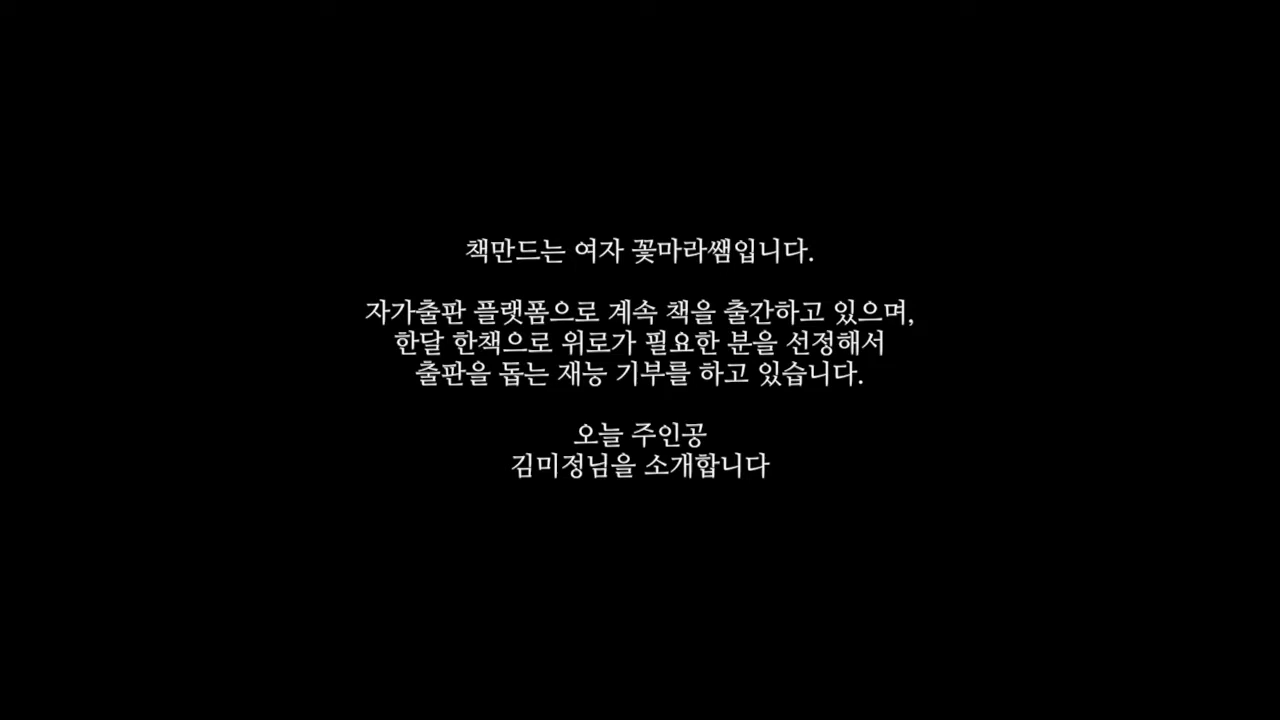 책만드는 여자 꽃마라쌤입니다.
자가출판 플랫폼으로 계속 책을 출간하고 있으며,
한달 한책으로 위로가 필요한 분을 선정해서
출판을 돕는 재능 기부를 하고 있습니다.
오늘 주인공
김미정님을 소개합니다